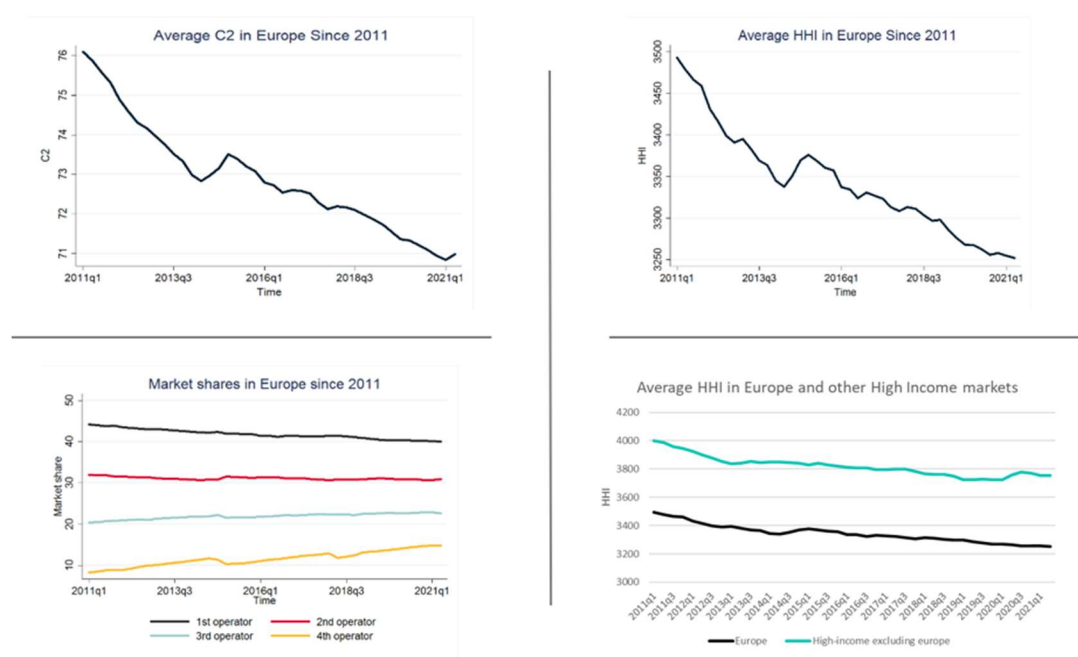 Average C2 in Europe Since 2011
C2
76
75
74
73
72
71
2011q1 2013q3 2016q1 2018q3 2021q1
Time
Average HHI in Europe Since 2011
HHI
3500
3450
3400
3350
3300
3250
2011q1 2013q3 2016q1 2018q3 2021q1
Time
Market shares in Europe since 2011
Market share
50
40
30
20
10
2011q1 2013q3 2016q1 2018q3 2021q1
Time
1st operator 2nd operator
3rd operator 4th operator
Average HHI in Europe and other High Income markets
HHI
4200
4000
3800
3600
3400
3200
3000
2011q1 2011q3 2012q1 2012q3 2013q1 2013q3 2014q1 2014q3 2015q1 2015q3 2016q1 2016q3 2017q1 2017q3 2018q1 2018q3 2019q1 2019q3 2020q1 2020q3 2021q1
Europe High-income excluding europe